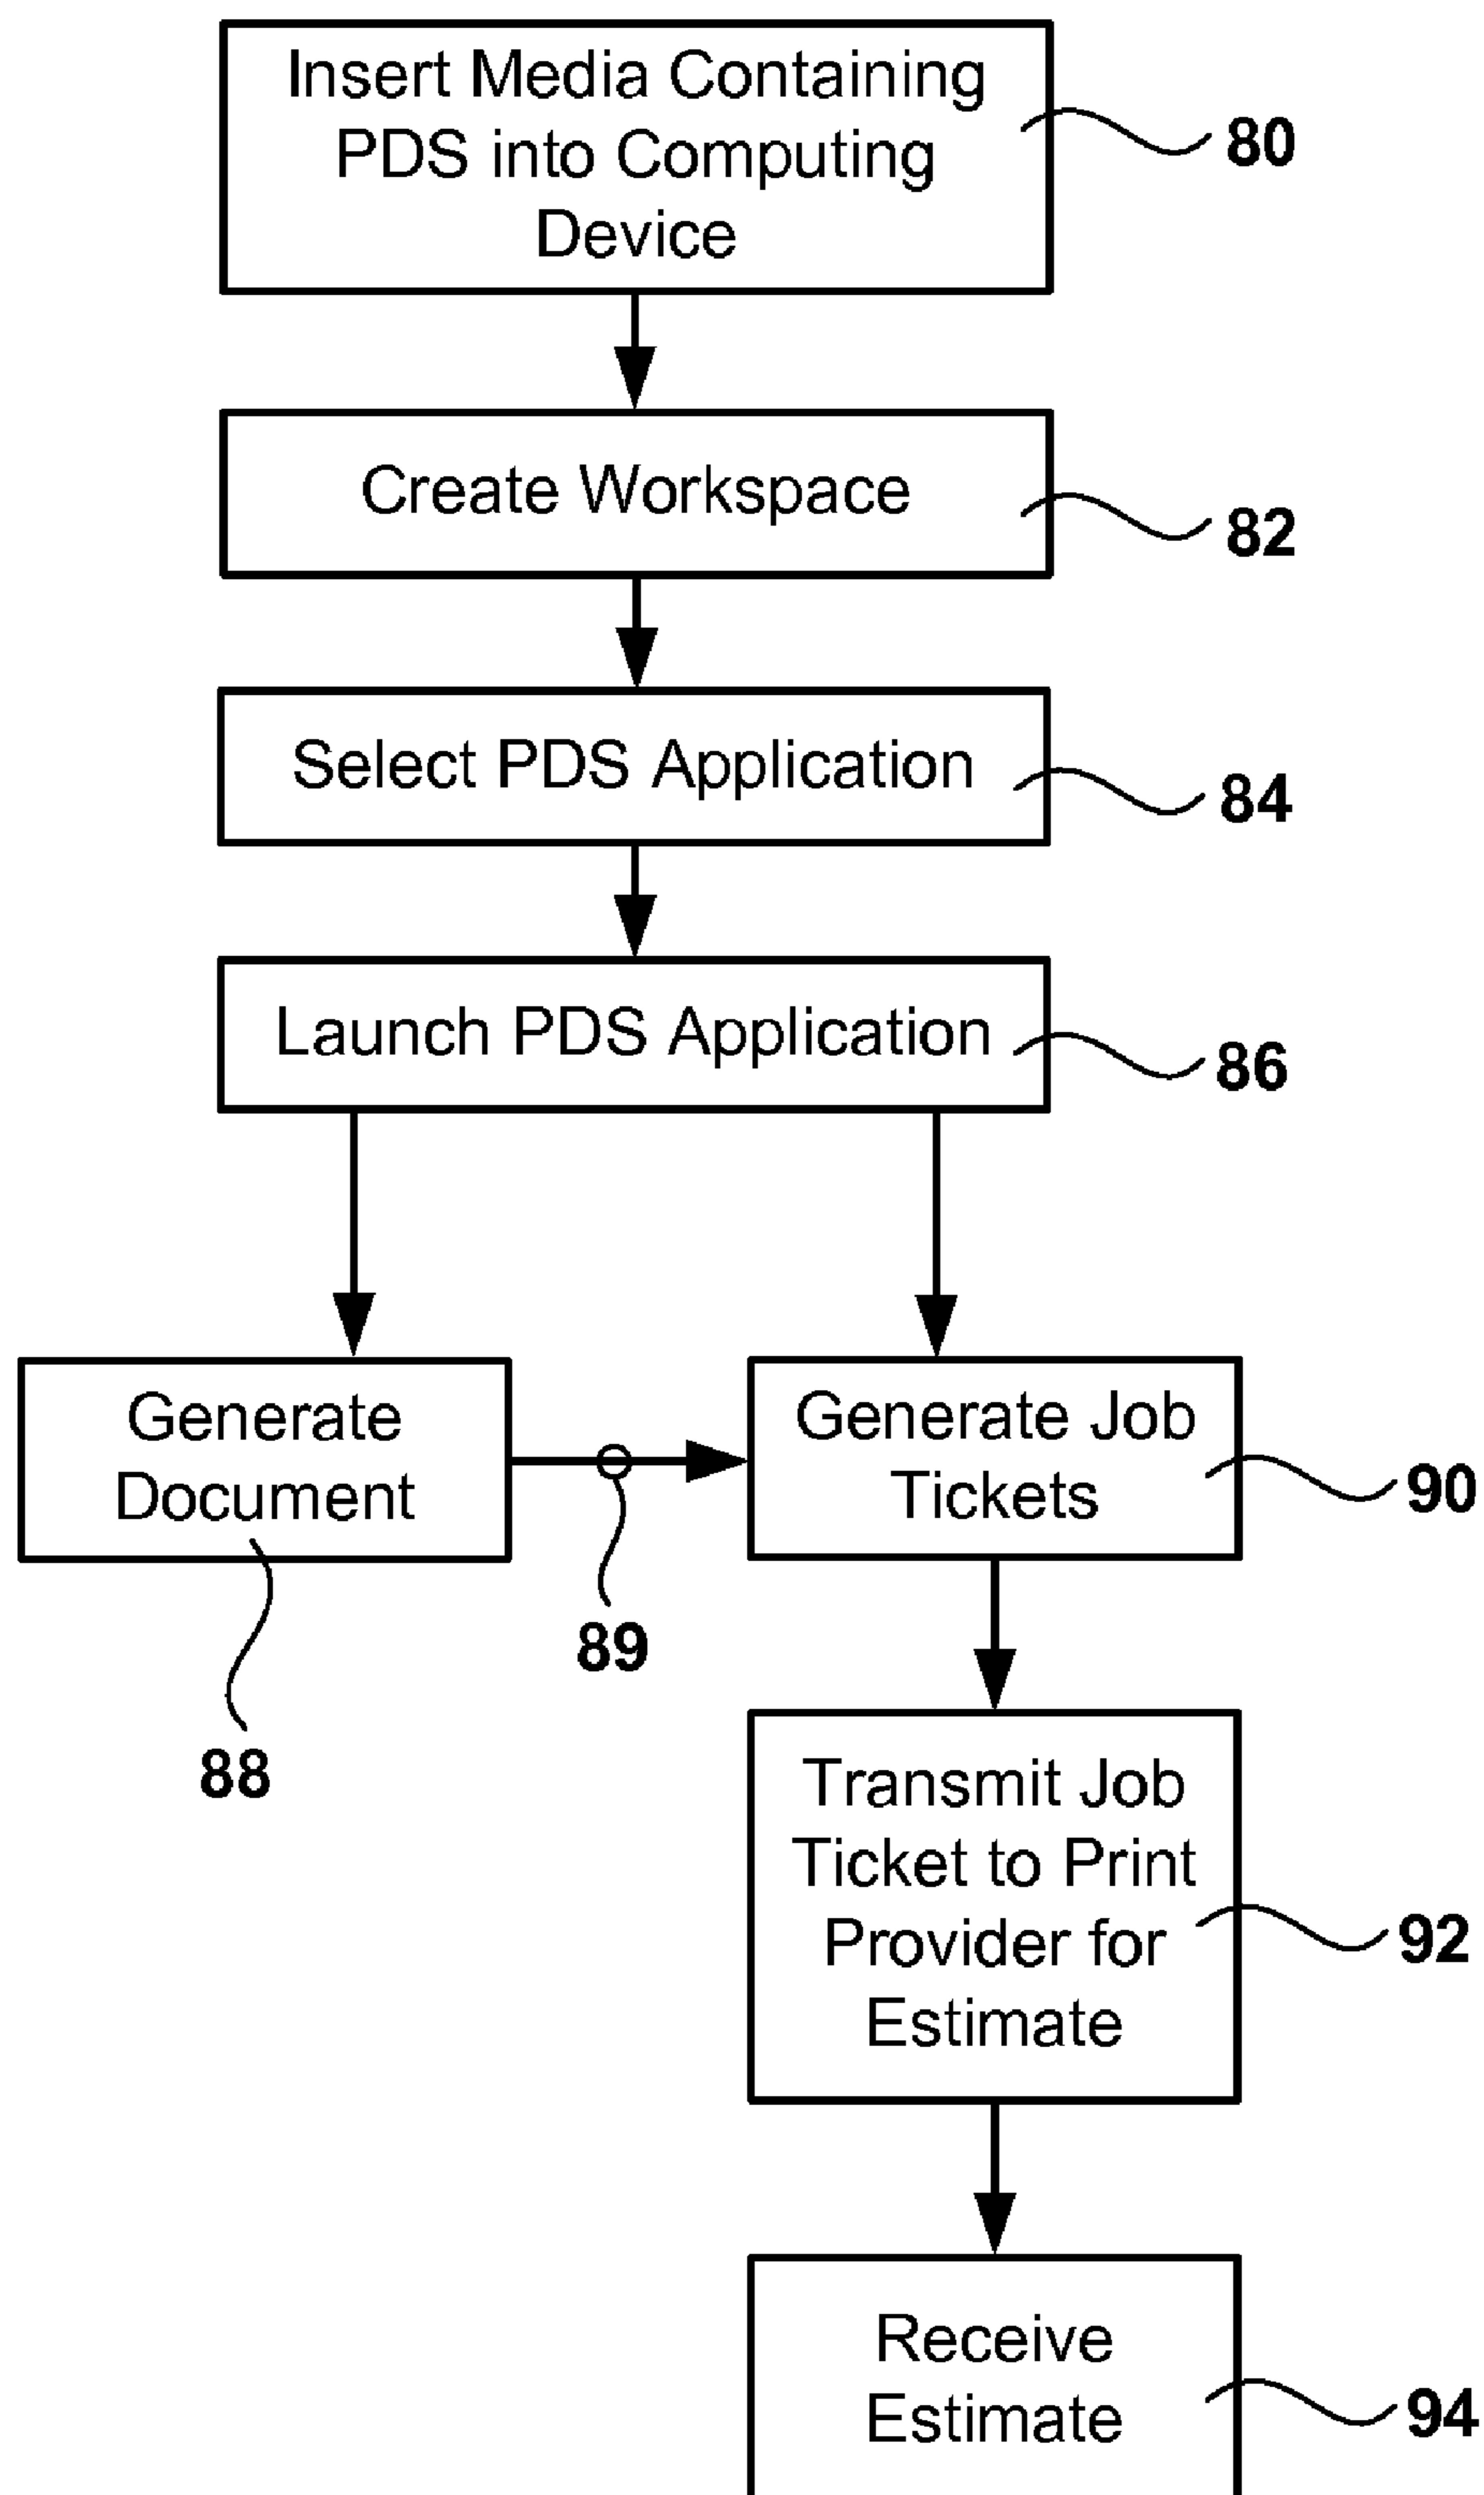 Insert Media Containing
PDS into Computing
Device
80
Create Workspace
82
Select PDS Application
84
Launch PDS Application
86
Generate
Document
Generate Job
Tickets
90
89
88
Transmit Job
Ticket to Print
Provider for
Estimate
92
Receive
Estimate
94